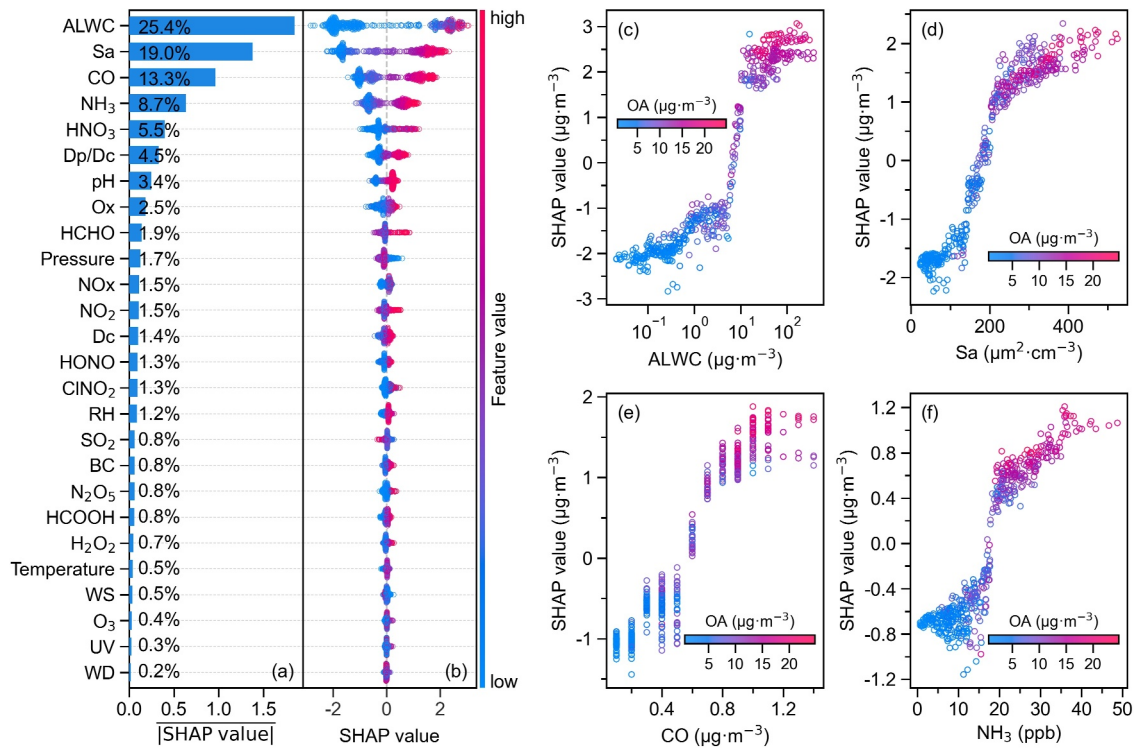 ALWC 25.4%
Sa 19.0%
CO 13.3%
NH₃ 8.7%
HNO₃ 5.5%
Dp/Dc 4.5%
pH 3.4%
Ox 2.5%
HCHO 1.9%
Pressure 1.7%
NOx 1.5%
NO₂ 1.5%
Dc 1.4%
HONO 1.3%
ClNO₂ 1.3%
RH 1.2%
SO₂ 0.8%
BC 0.8%
N₂O₅ 0.8%
HCOOH 0.8%
H₂O₂ 0.7%
Temperature 0.5%
WS 0.5%
O₃ 0.4%
UV 0.3%
WD 0.2%
(a)
0.0 0.5 1.0 1.5
|SHAP value|
(b)
-2 0 2
SHAP value
high
Feature value
low
(c)
3
2
1
0
-1
-2
-3
SHAP value (μg·m⁻³)
OA (μg·m⁻³)
5 10 15 20
10⁻¹ 10⁰ 10¹ 10²
ALWC (μg·m⁻³)
(d)
2
1
0
-1
-2
SHAP value (μg·m⁻³)
OA (μg·m⁻³)
5 10 15 20
0 200 400
Sa (μm²·cm⁻³)
(e)
2
1
0
-1
SHAP value (μg·m⁻³)
OA (μg·m⁻³)
5 10 15 20
0.4 0.8 1.2
CO (μg·m⁻³)
(f)
1.2
0.8
0.4
0.0
-0.4
-0.8
-1.2
SHAP value (μg·m⁻³)
OA (μg·m⁻³)
5 10 15 20
0 10 20 30 40 50
NH₃ (ppb)